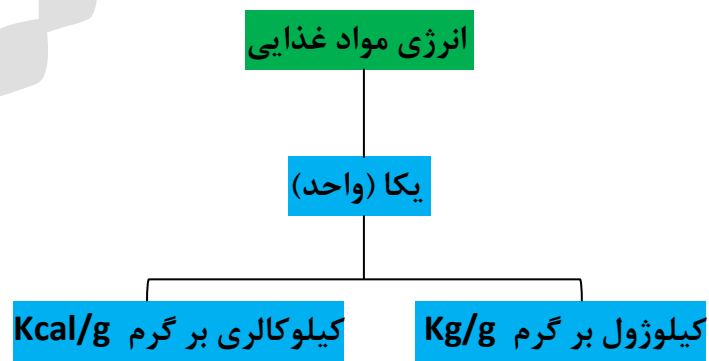 انرژی مواد غذایی
یکا (واحد)
کیلوژول بر گرم Kg/g
کیلوکالری بر گرم Kcal/g